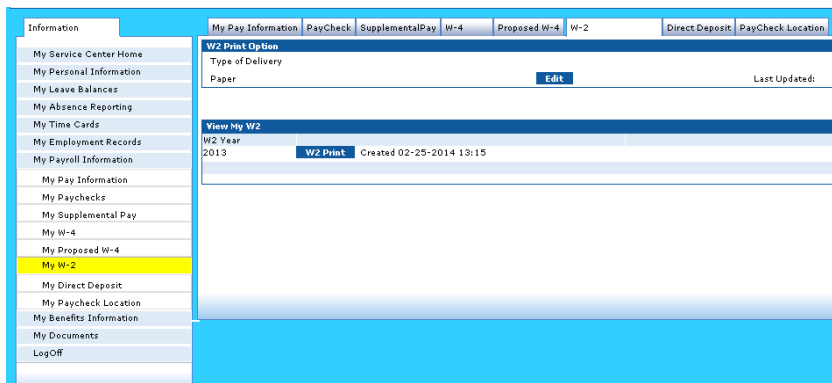 Information
My Service Center Home
My Personal Information
My Leave Balances
My Absence Reporting
My Time Cards
My Employment Records
My Payroll Information
My Pay Information
My Paychecks
My Supplemental Pay
My W-4
My Proposed W-4
My W-2
My Direct Deposit
My Paycheck Location
My Benefits Information
My Documents
LogOff
My Pay Information PayCheck SupplementalPay W-4 Proposed W-4 W-2 Direct Deposit PayCheck Location
W2 Print Option
Type of Delivery
Paper Edit Last Updated:
View My W2
W2 Year
2013 W2 Print Created 02-25-2014 13:15